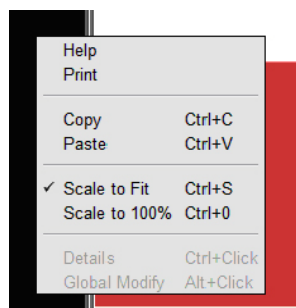 Help
Print
Copy Ctrl+C
Paste Ctrl+V
✓ Scale to Fit Ctrl+S
Scale to 100% Ctrl+0
Details Ctrl+Click
Global Modify Alt+Click